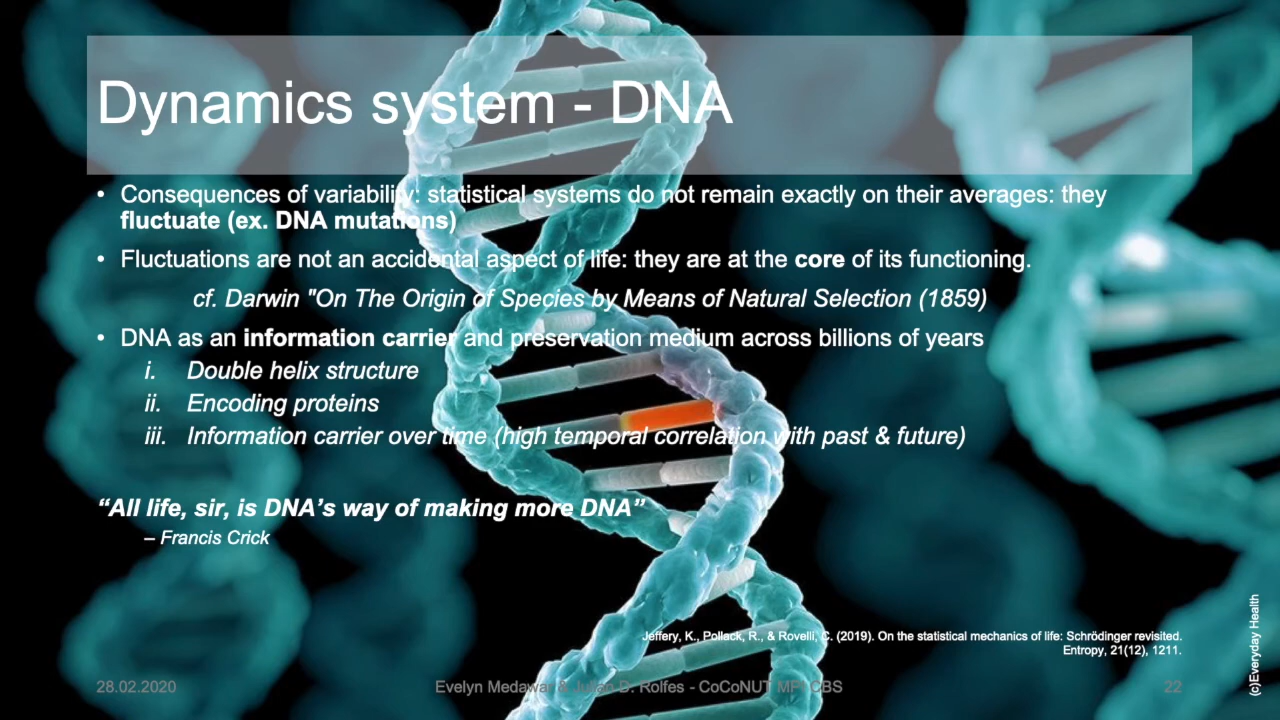 Dynamics system - DNA
• Consequences of variability: statistical systems do not remain exactly on their averages: they
fluctuate (ex. DNA mutations)
• Fluctuations are not an accidental aspect of life: they are at the core of its functioning.
cf. Darwin "On The Origin of Species by Means of Natural Selection (1859)
• DNA as an information carrier and preservation medium across billions of years
i. Double helix structure
ii. Encoding proteins
iii. Information carrier over time (high temporal correlation with past & future)
“All life, sir, is DNA’s way of making more DNA”
– Francis Crick
Jeffery, K., Pollack, R., & Rovelli, C. (2019). On the statistical mechanics of life: Schrödinger revisited.
Entropy, 21(12), 1211.
(c)Everyday Health
28.02.2020
Evelyn Medawar & Julian D. Rolfes - CoCoNUT MPI CBS
22